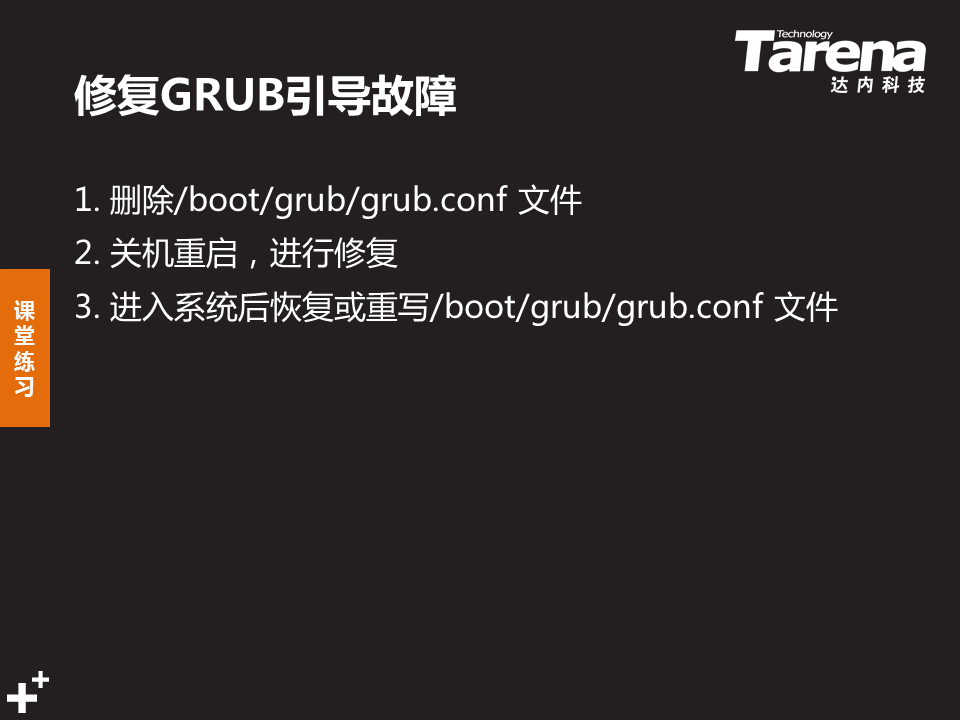 Technology
Tarena
达内科技
修复GRUB引导故障
1. 删除/boot/grub/grub.conf 文件
2. 关机重启，进行修复
3. 进入系统后恢复或重写/boot/grub/grub.conf 文件
课
堂
练
习